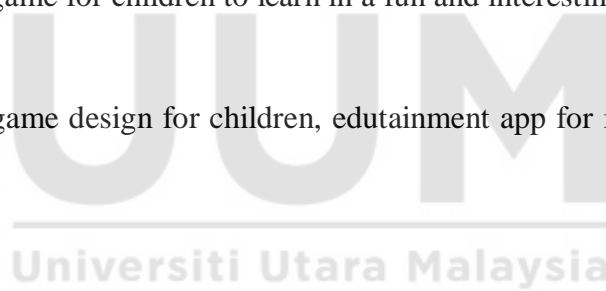 game for children to learn in a fun and interestin
game design for children, edutainment app for
UUM
Universiti Utara Malaysia